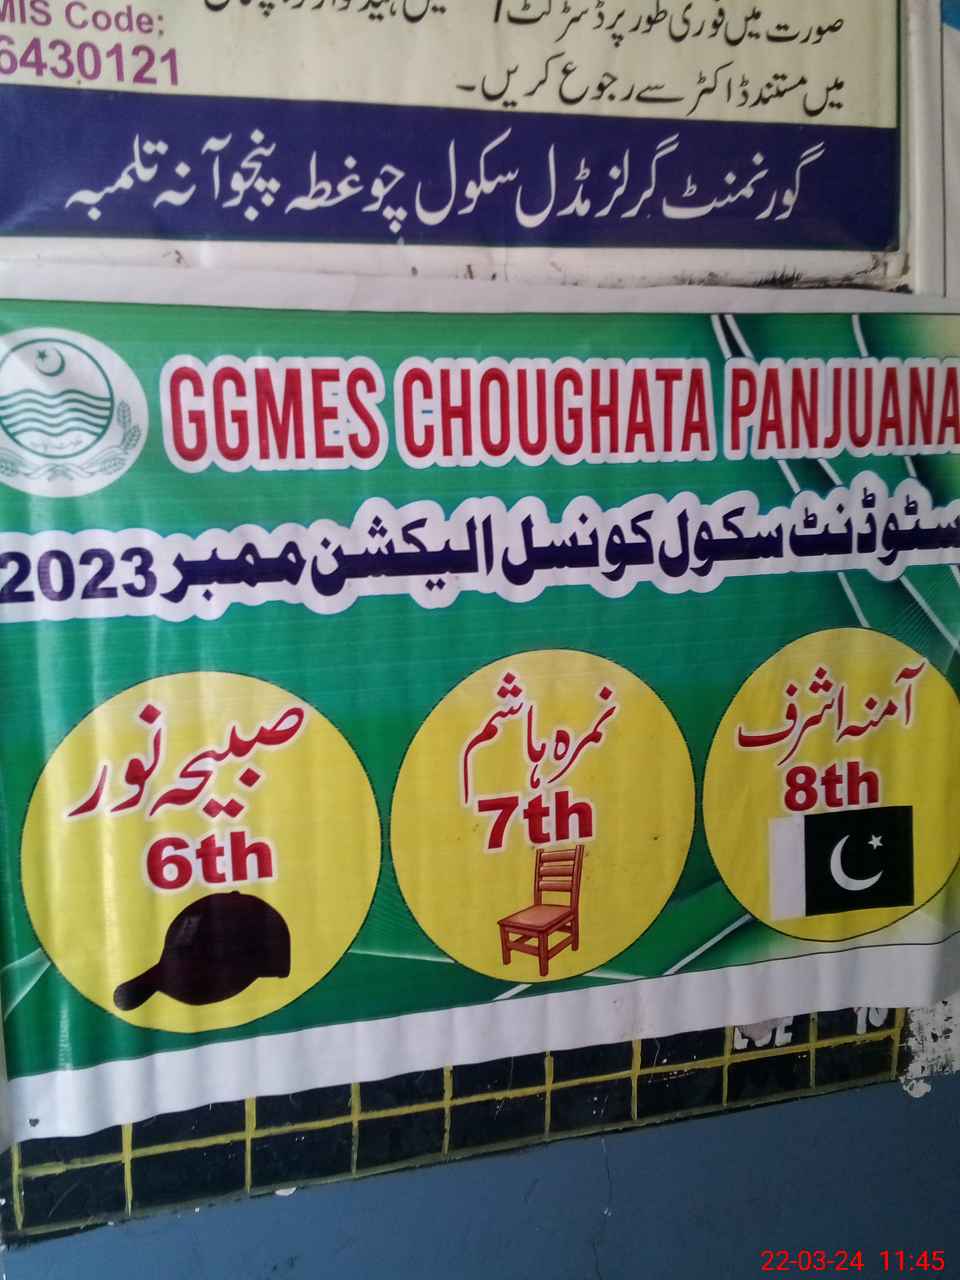 MIS Code:
6430121
صورت میں فوری طور پر ڈسٹرکٹ /
میں مستند ڈاکٹر سے رجوع کریں۔
گورنمنٹ گرلز مڈل سکول چوغطہ پنجوآنہ تلمبہ
GGMES CHOUGHATA PANJUANA
سٹوڈنٹ سکول کونسل الیکشن ممبر 2023
آمنہ اشرف
8th
نمرہ ہاشم
7th
صبیحہ نور
6th
22-03-24 11:45